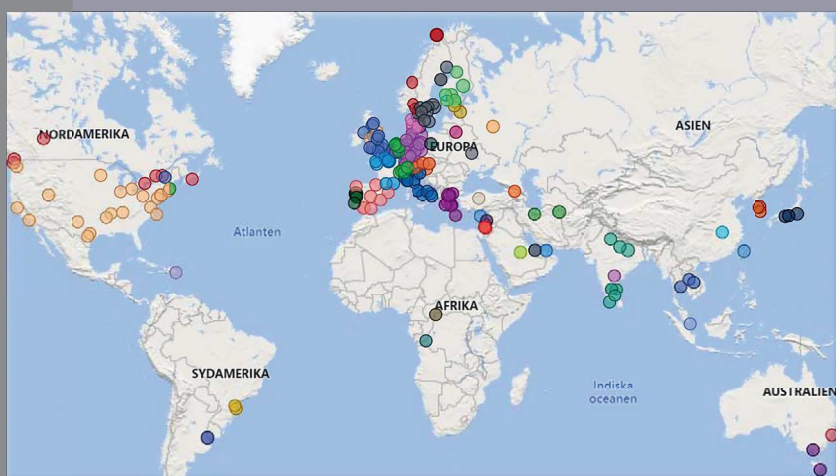 NORDAMERIKA
ASIEN
EUROPA
Atlanten
AFRIKA
SYDAMERIKA
Indiska
oceanen
AUSTRALIEN